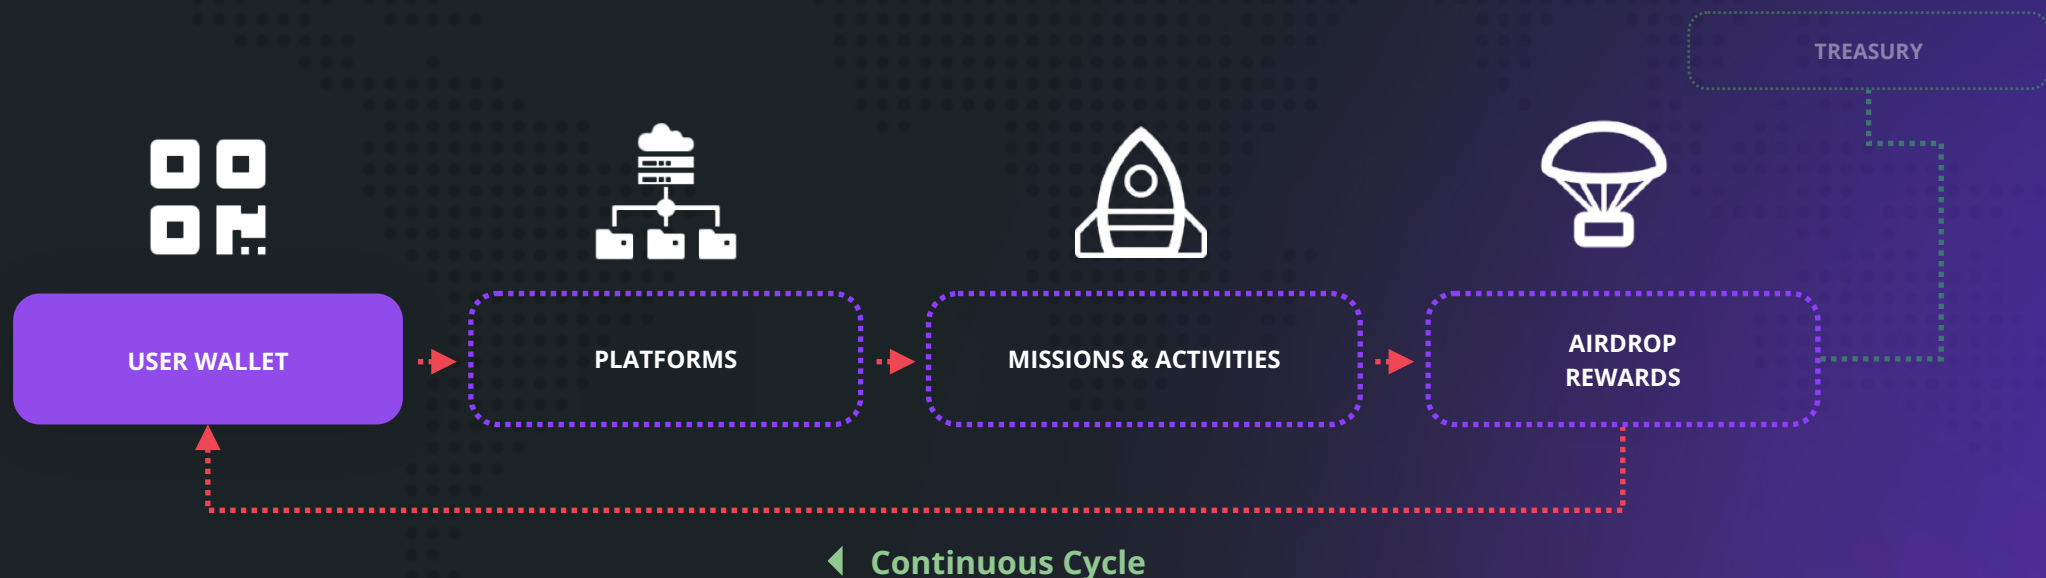 TREASURY
USER WALLET
PLATFORMS
MISSIONS & ACTIVITIES
AIRDROP
REWARDS
Continuous Cycle